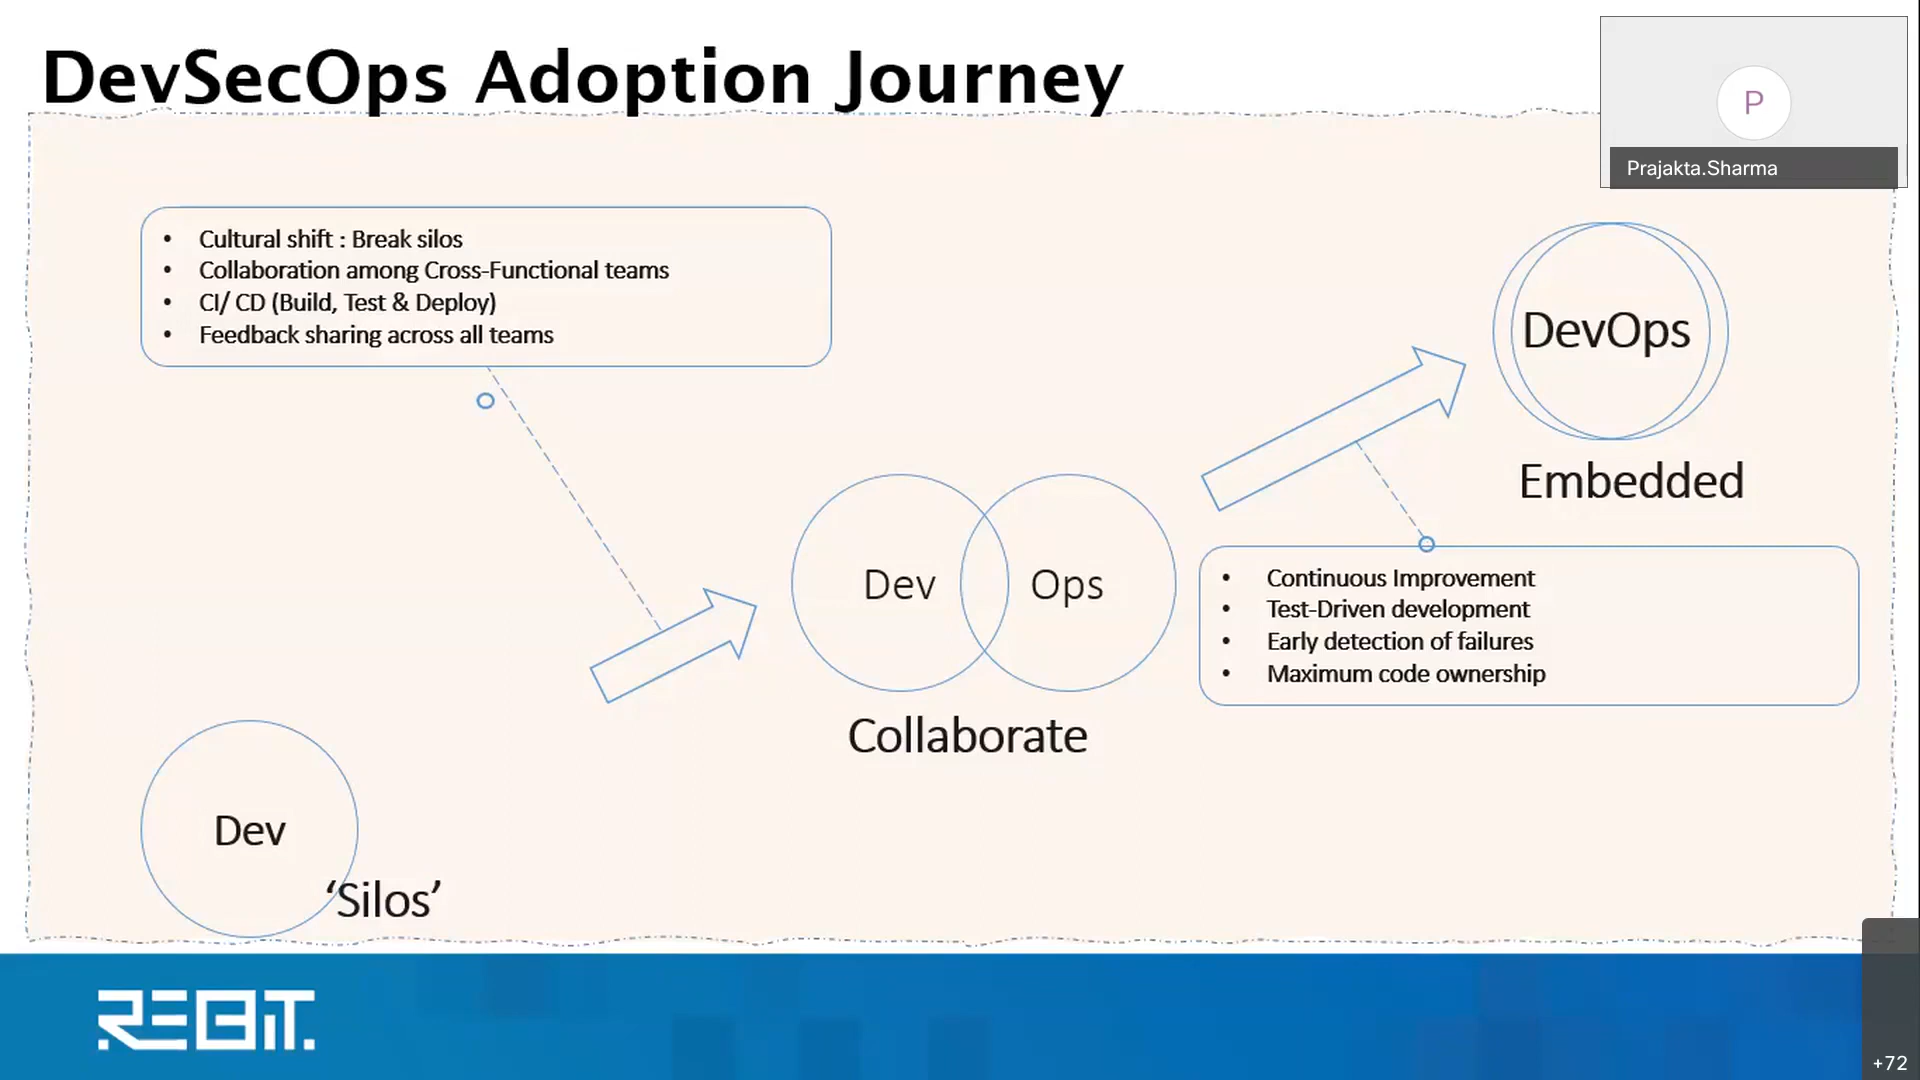 DevSecOps Adoption Journey
P
Prajakta.Sharma
• Cultural shift : Break silos
• Collaboration among Cross-Functional teams
• CI/ CD (Build, Test & Deploy)
• Feedback sharing across all teams
DevOps
Embedded
Dev Ops
Collaborate
• Continuous Improvement
• Test-Driven development
• Early detection of failures
• Maximum code ownership
Dev
‘Silos’
REBIT.
+72